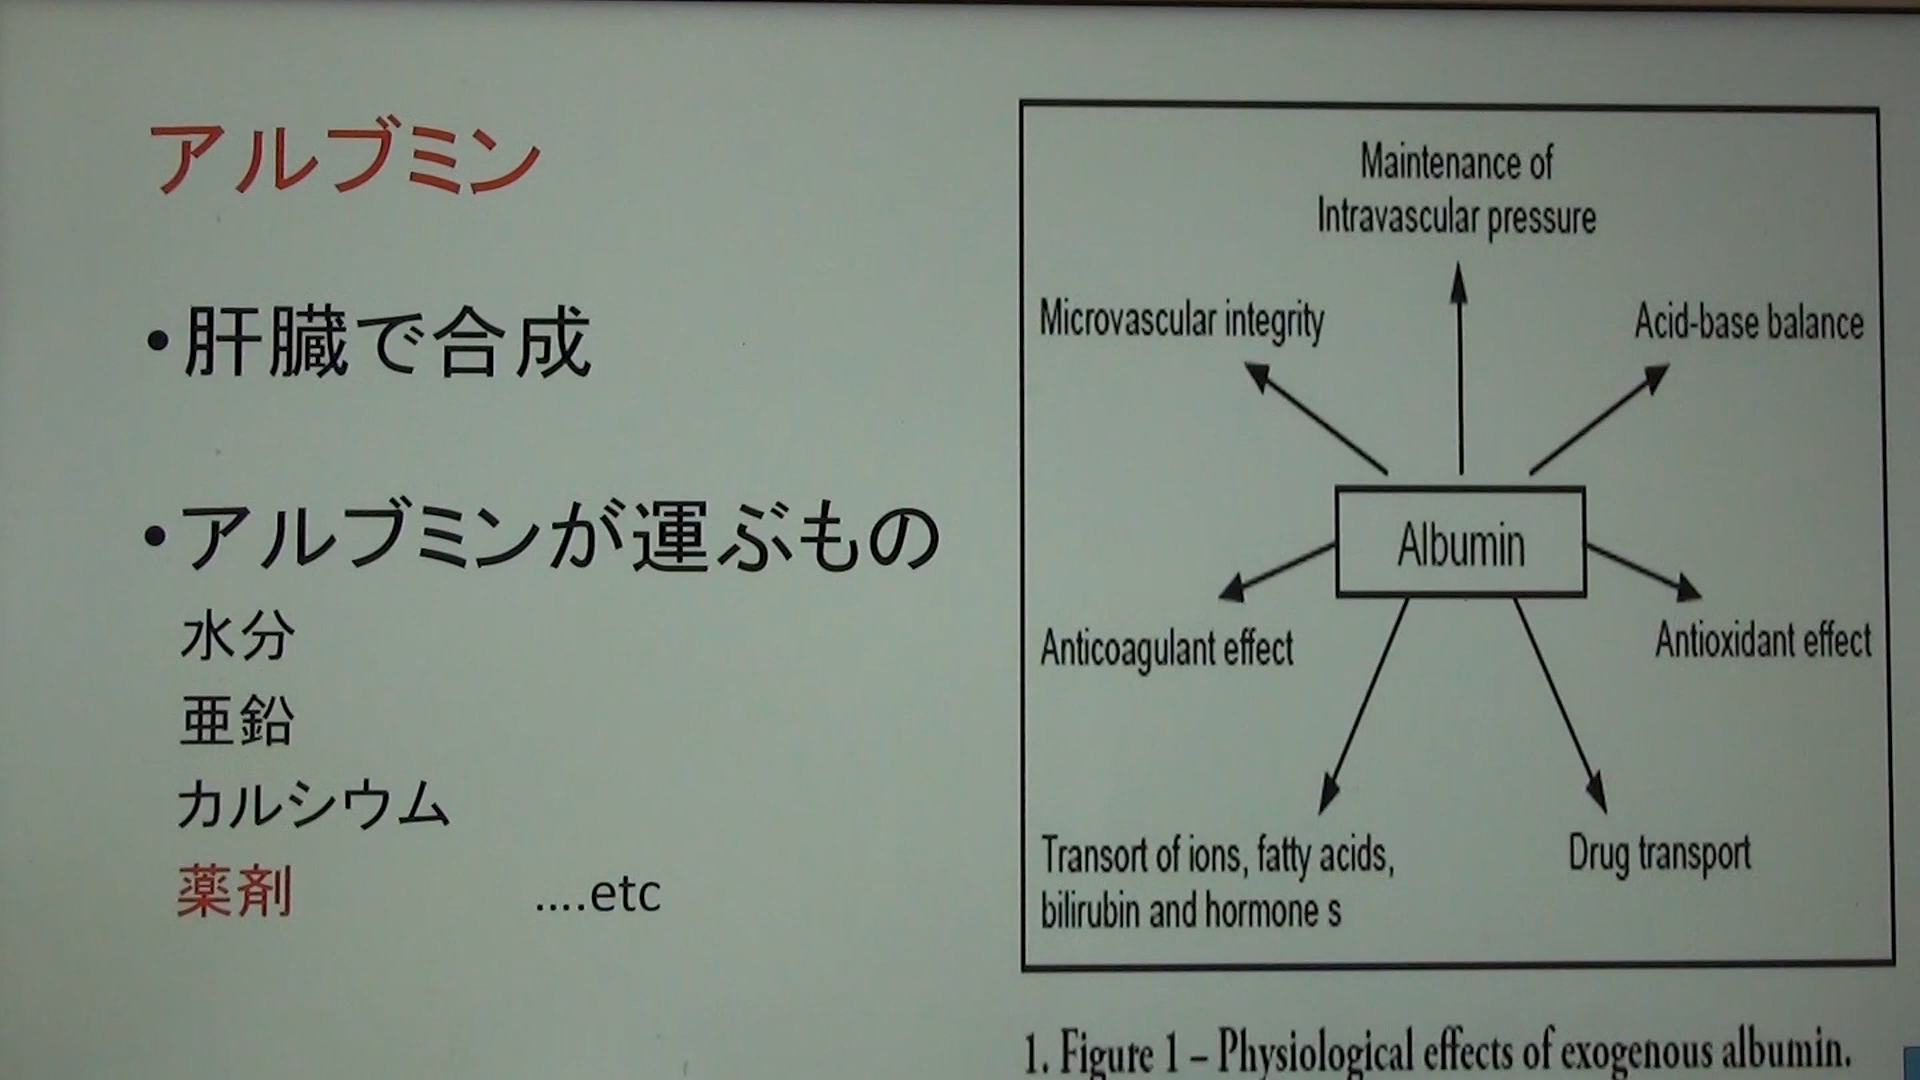 アルブミン
・肝臓で合成
・アルブミンが運ぶもの
水分
亜鉛
カルシウム
薬剤 ....etc
Maintenance of
Intravascular pressure
Microvascular integrity
Acid-base balance
Albumin
Anticoagulant effect
Antioxidant effect
Transort of ions, fatty acids,
bilirubin and hormone s
Drug transport
1. Figure 1 – Physiological effects of exogenous albumin.